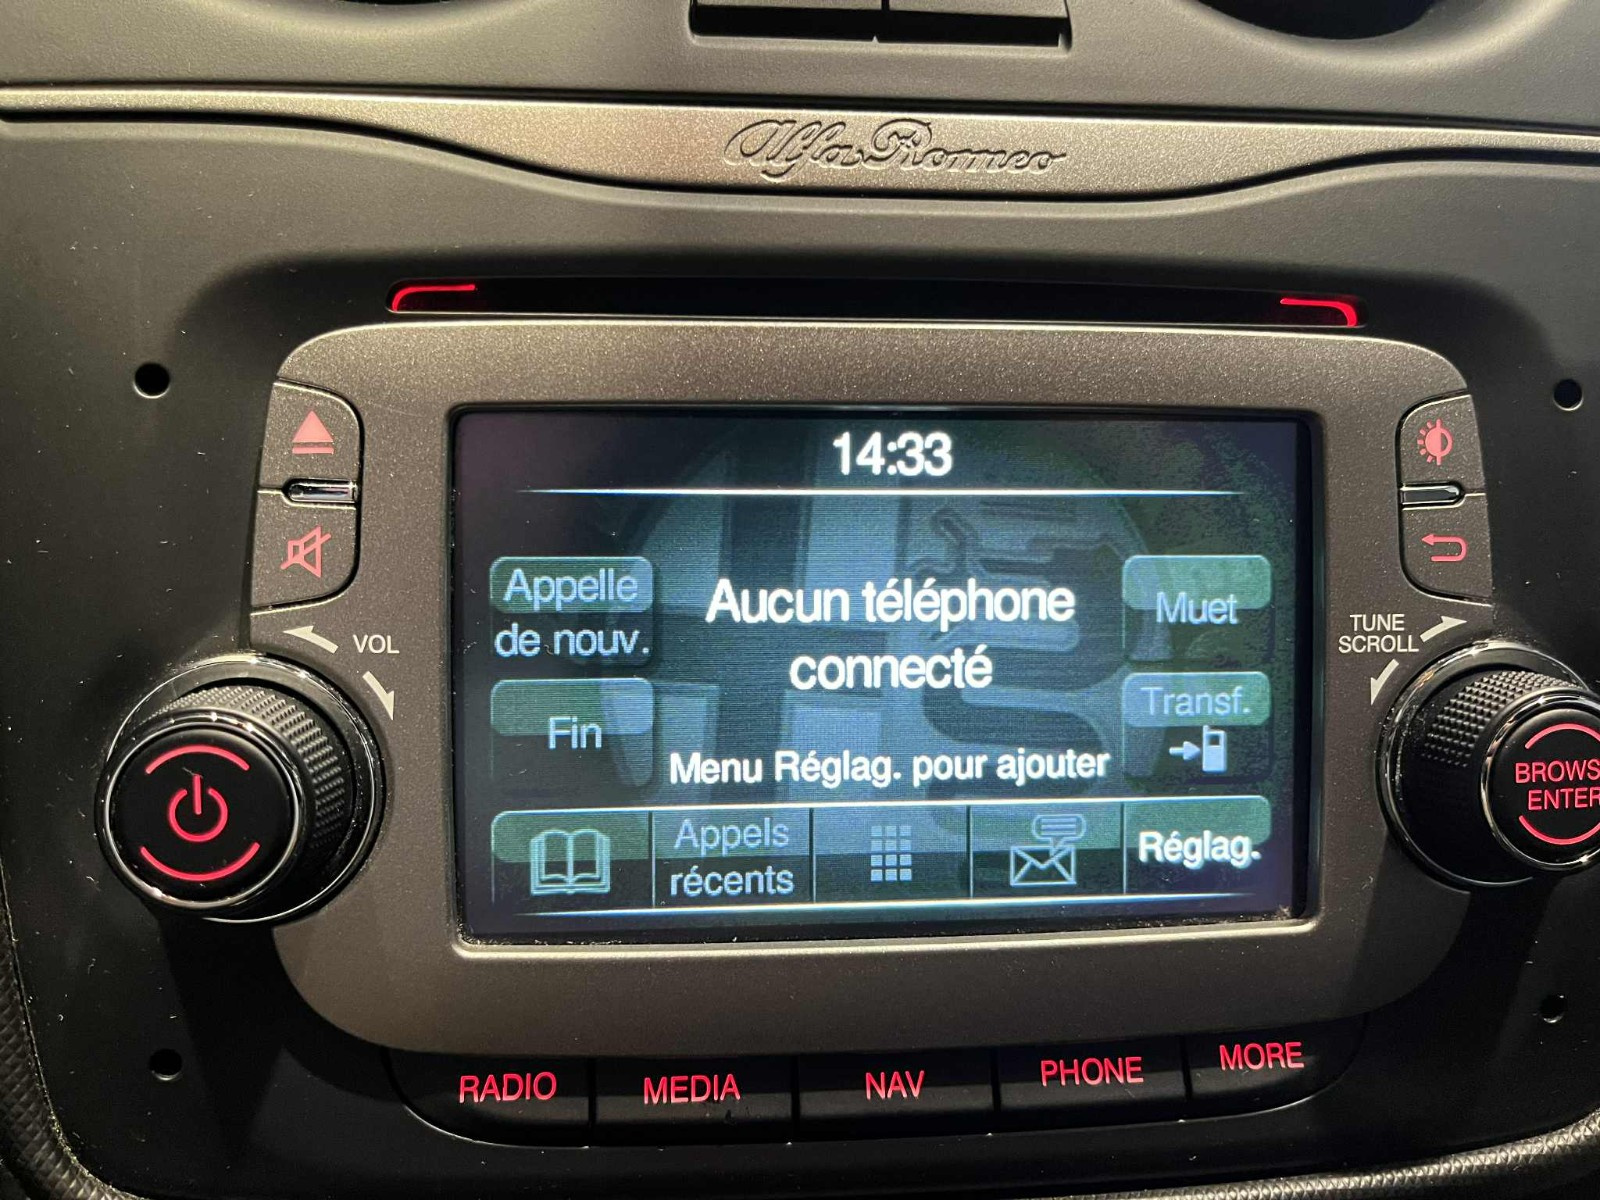 Alfa Romeo
14:33
Appelle
de nouv.
Aucun téléphone
connecté
Muet
Fin
Transf.
Menu Réglag. pour ajouter
Appels
récents
Réglag.
VOL
TUNE
SCROLL
BROWS
ENTER
RADIO
MEDIA
NAV
PHONE
MORE